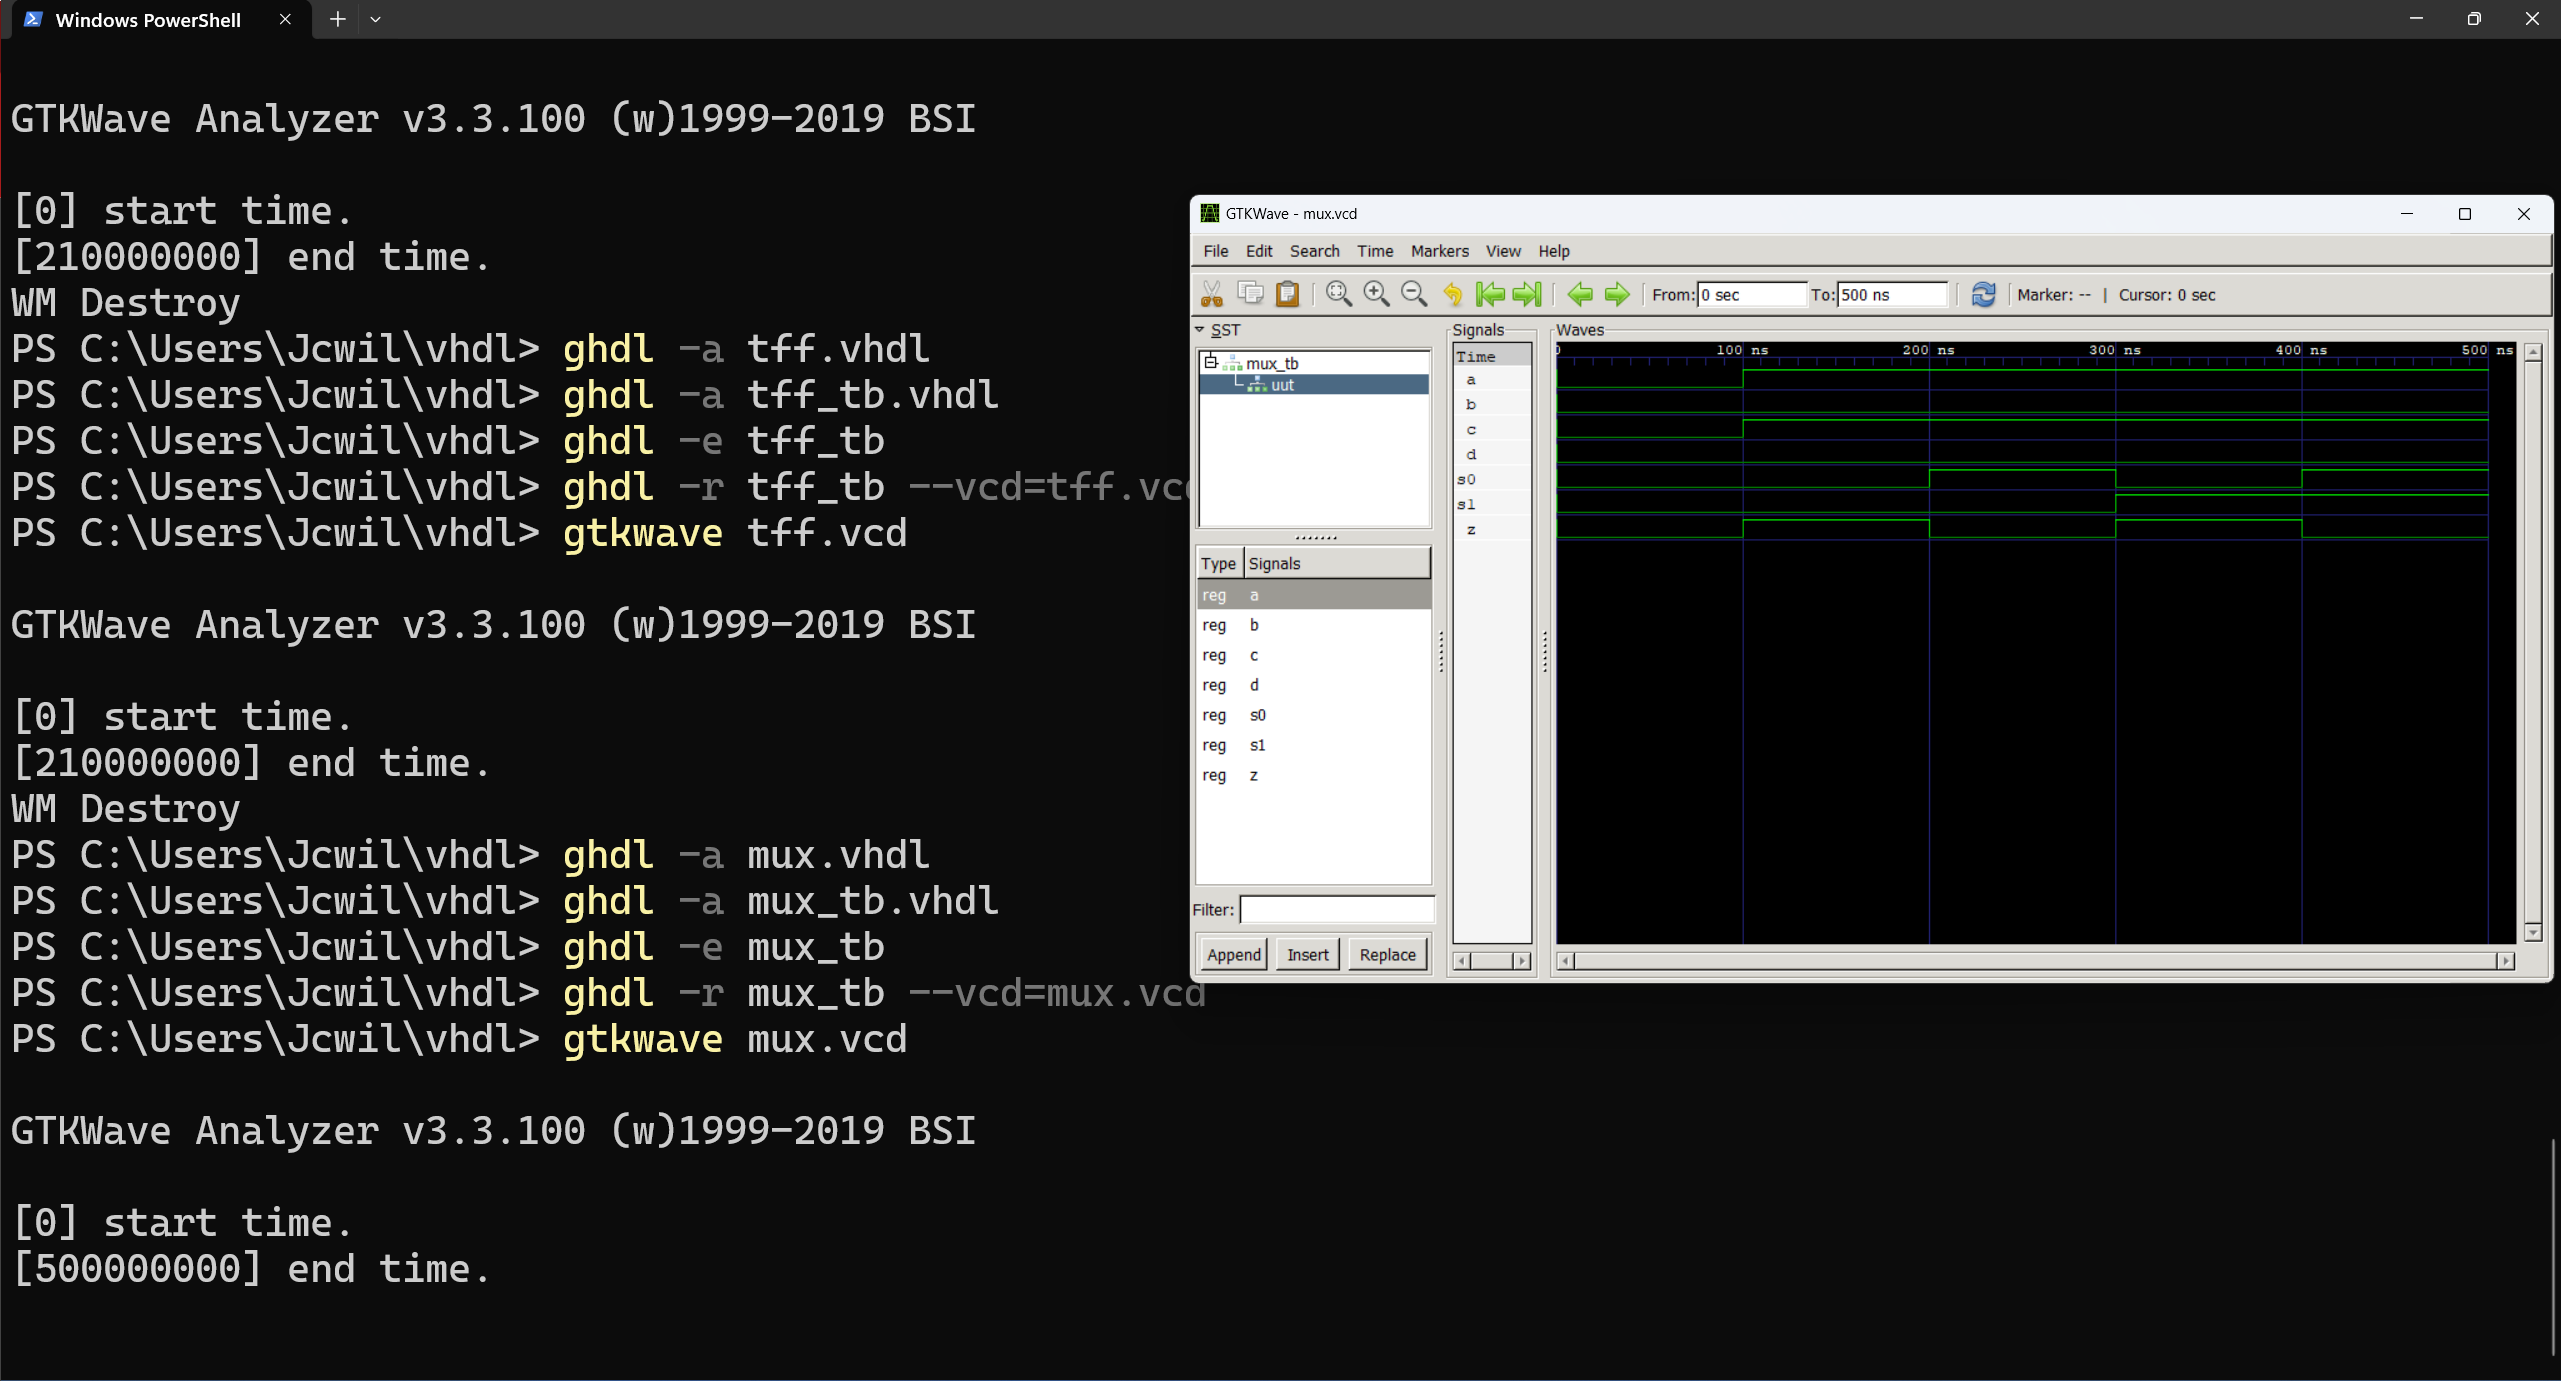 Windows PowerShell
GTKWave Analyzer v3.3.100 (w)1999-2019 BSI
[0] start time.
[210000000] end time.
WM Destroy
PS C:\Users\Jcwil\vhdl> ghdl -a tff.vhdl
PS C:\Users\Jcwil\vhdl> ghdl -a tff_tb.vhdl
PS C:\Users\Jcwil\vhdl> ghdl -e tff_tb
PS C:\Users\Jcwil\vhdl> ghdl -r tff_tb --vcd=tff.vcd
PS C:\Users\Jcwil\vhdl> gtkwave tff.vcd
GTKWave Analyzer v3.3.100 (w)1999-2019 BSI
[0] start time.
[210000000] end time.
WM Destroy
PS C:\Users\Jcwil\vhdl> ghdl -a mux.vhdl
PS C:\Users\Jcwil\vhdl> ghdl -a mux_tb.vhdl
PS C:\Users\Jcwil\vhdl> ghdl -e mux_tb
PS C:\Users\Jcwil\vhdl> ghdl -r mux_tb --vcd=mux.vcd
PS C:\Users\Jcwil\vhdl> gtkwave mux.vcd
GTKWave Analyzer v3.3.100 (w)1999-2019 BSI
[0] start time.
[500000000] end time.
GTKWave - mux.vcd
File Edit Search Time Markers View Help
From: 0 sec To: 500 ns Marker: -- | Cursor: 0 sec
SST
mux_tb
uut
Type Signals
reg a
reg b
reg c
reg d
reg s0
reg s1
reg z
Filter:
Append Insert Replace
Signals
Time
a
b
c
d
s0
s1
z
Waves
0 100 ns 200 ns 300 ns 400 ns 500 ns